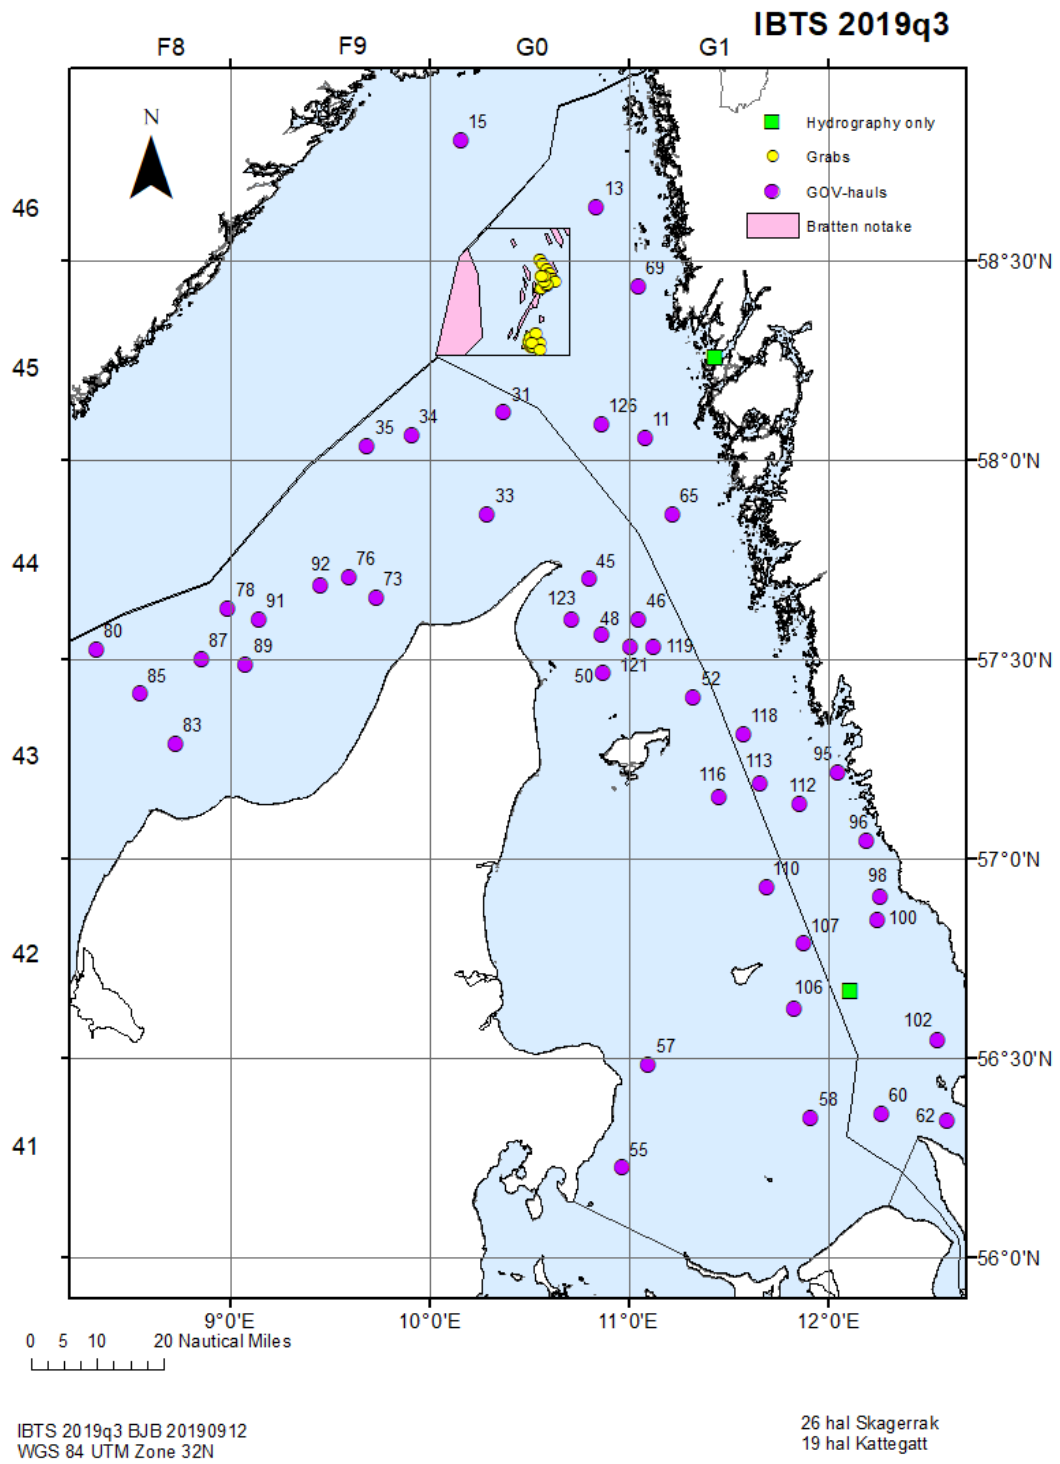 IBTS 2019q3
F8 F9 G0 G1
N
Hydrography only
Grabs
GOV-hauls
Bratten notake
15
13
46
58°30'N
69
45
31
34
35
126
11
58°0'N
33
65
44
45
92
76
73
78
91
123
48
46
80
87
89
121
119
57°30'N
85
50
52
83
118
43
113
95
116
112
96
57°0'N
110
98
100
107
42
106
102
56°30'N
57
58
60
62
41
55
56°0'N
9°0'E 10°0'E 11°0'E 12°0'E
0 5 10 20 Nautical Miles
IBTS 2019q3 BJB 20190912
WGS 84 UTM Zone 32N
26 hal Skagerrak
19 hal Kattegatt